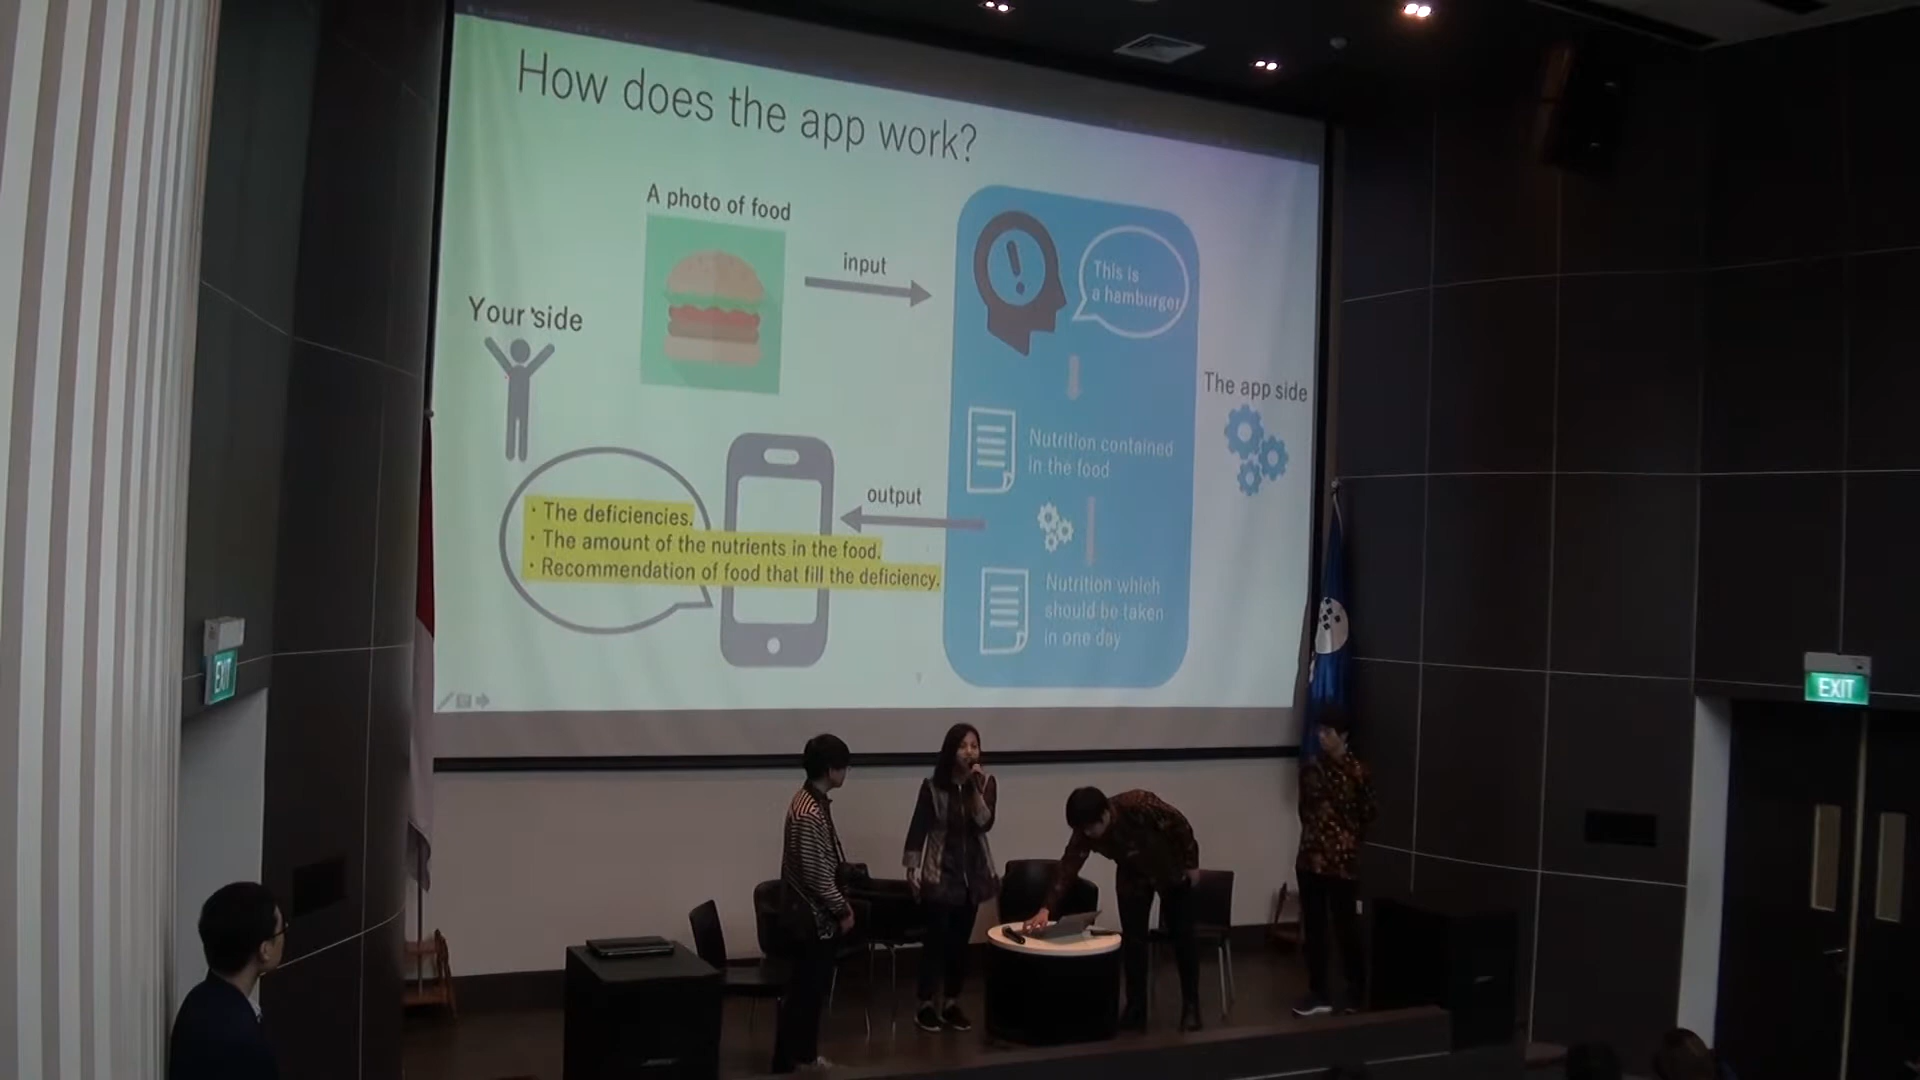 How does the app work?
A photo of food
input
This is
a hamburger
Your side
The app side
Nutrition contained
in the food
output
・The deficiencies.
・The amount of the nutrients in the food.
・Recommendation of food that fill the deficiency.
Nutrition which
should be taken
in one day
EXIT
EXIT